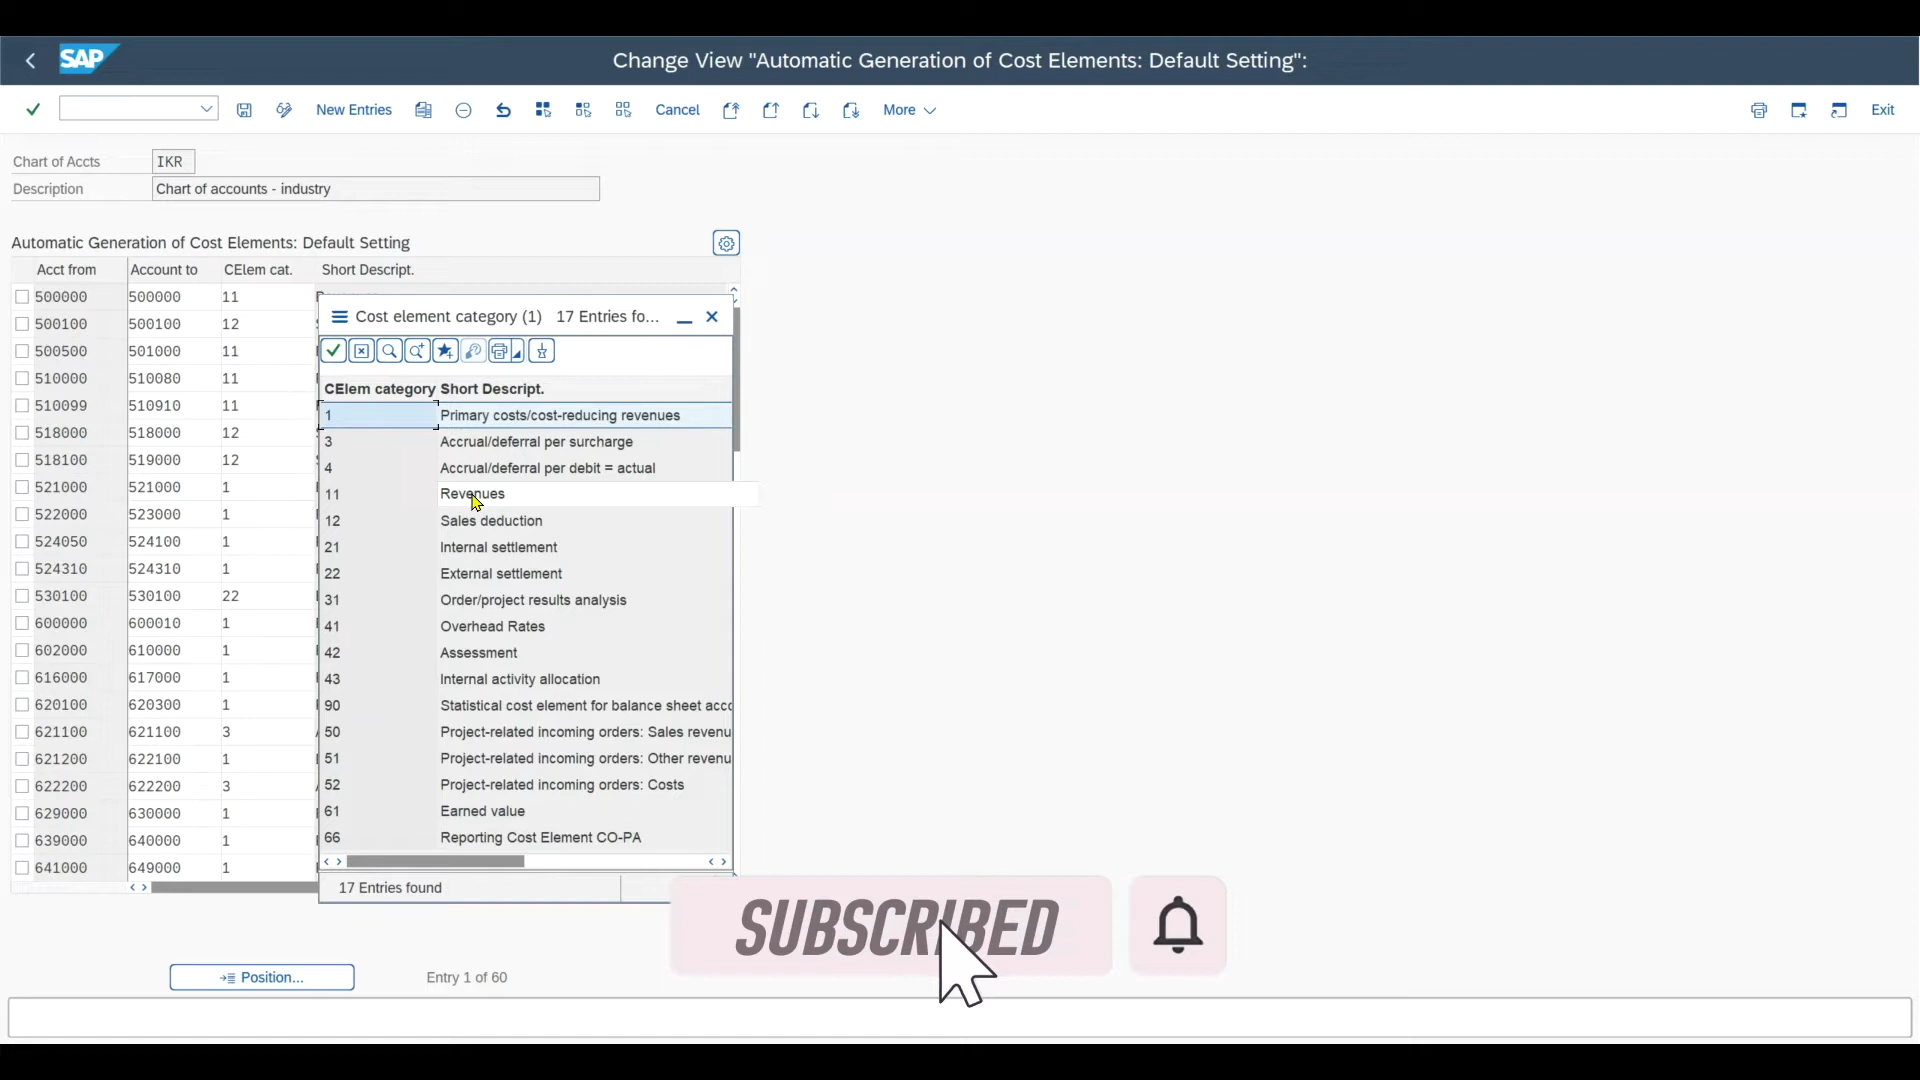 SAP
Change View "Automatic Generation of Cost Elements: Default Setting":
New Entries
Cancel
More
Exit
Chart of Accts IKR
Description Chart of accounts - industry
Automatic Generation of Cost Elements: Default Setting
Acct from Account to CElem cat. Short Descript.
500000 500000 11
500100 500100 12
500500 501000 11
510000 510080 11
510099 510910 11
518000 518000 12
518100 519000 12
521000 521000 1
522000 523000 1
524050 524100 1
524310 524310 1
530100 530100 22
600000 600010 1
602000 610000 1
616000 617000 1
620100 620300 1
621100 621100 3
621200 622100 1
622200 622200 3
629000 630000 1
639000 640000 1
641000 649000 1
Cost element category (1) 17 Entries fo...
CElem category Short Descript.
1 Primary costs/cost-reducing revenues
3 Accrual/deferral per surcharge
4 Accrual/deferral per debit = actual
11 Revenues
12 Sales deduction
21 Internal settlement
22 External settlement
31 Order/project results analysis
41 Overhead Rates
42 Assessment
43 Internal activity allocation
90 Statistical cost element for balance sheet acco
50 Project-related incoming orders: Sales revenu
51 Project-related incoming orders: Other revenu
52 Project-related incoming orders: Costs
61 Earned value
66 Reporting Cost Element CO-PA
17 Entries found
SUBSCRIBED
Position...
Entry 1 of 60